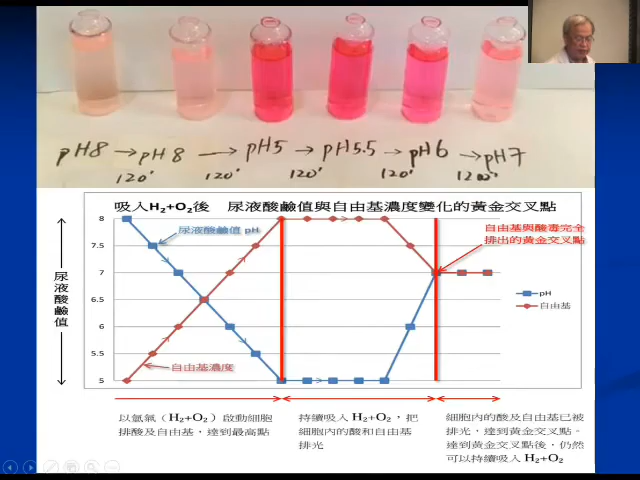 pH8 → pH8 → pH5 → pH5.5 → pH6 → pH7
120' 120' 120' 120'
吸入H₂+O₂後 尿液酸鹼值與自由基濃度變化的黃金交叉點
尿液酸鹼值
8
7.5
7
6.5
6
5.5
5
尿液酸鹼值 pH
自由基濃度
自由基與酸毒完全
排出的黃金交叉點
pH
自由基
以氫氧（H₂+O₂）啟動細胞
排酸及自由基，達到最高點
持續吸入 H₂+O₂，把
細胞內的酸和自由基
排光
細胞內的酸及自由基已被
排光，達到黃金交叉點。
達到黃金交叉點後，仍然
可以持續吸入 H₂+O₂